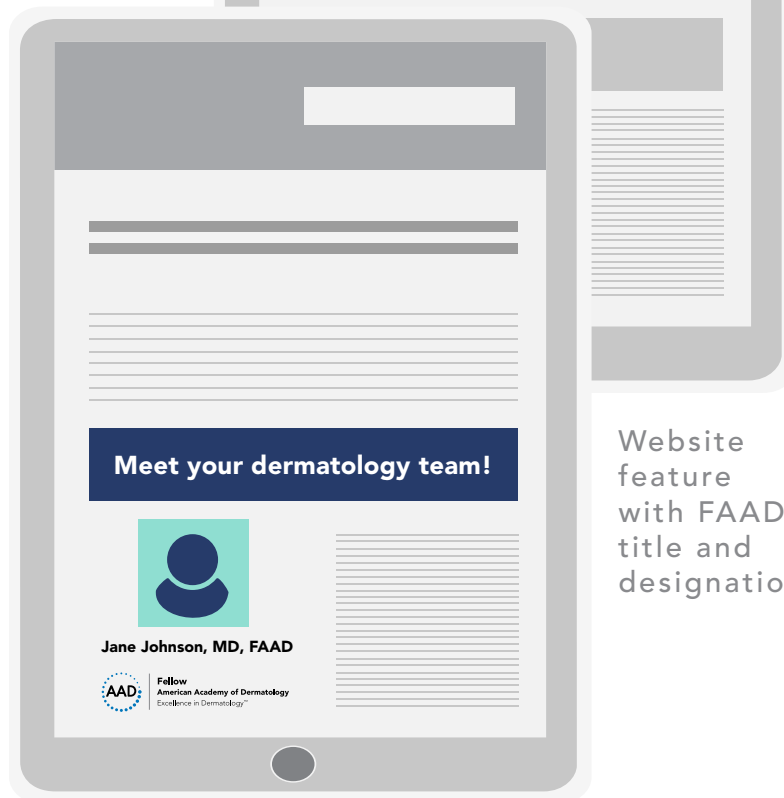 Meet your dermatology team!
Jane Johnson, MD, FAAD
AAD
Fellow
American Academy of Dermatology
Excellence in Dermatology™
Website
feature
with FAAD
title and
designatio